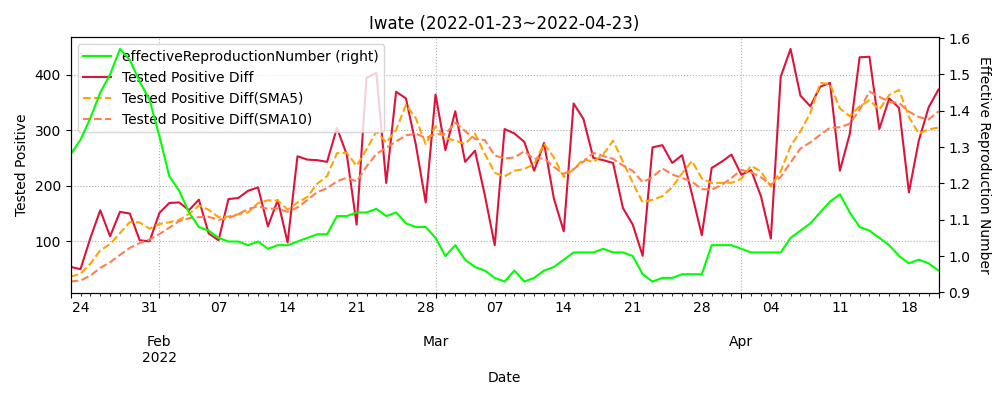 Iwate (2022-01-23~2022-04-23)
effectiveReproductionNumber (right)
Tested Positive Diff
Tested Positive Diff(SMA5)
Tested Positive Diff(SMA10)
Tested Positive
400
300
200
100
1.6
1.5
1.4
1.3
1.2
1.1
1.0
0.9
Effective Reproduction Number
24 31 07 14 21 28 07 14 21 28 04 11 18
Feb Mar Apr
2022
Date